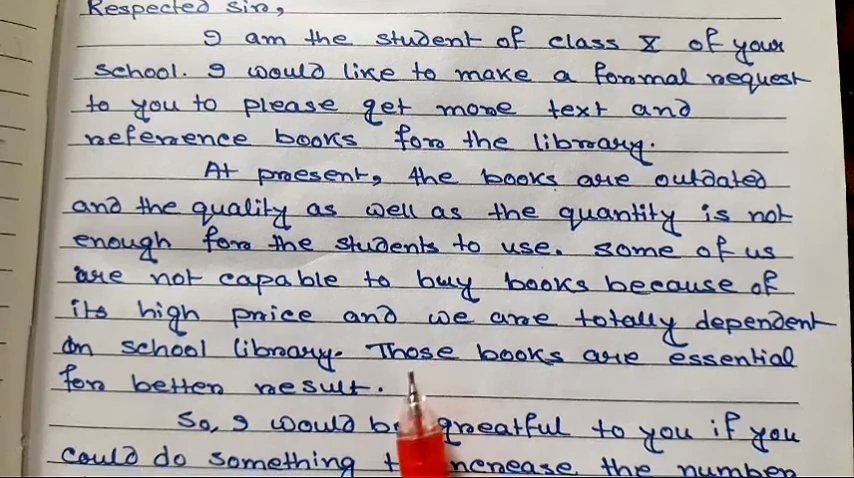 Respected sir,
I am the student of class X of your
school. I would like to make a formal request
to you to please get more text and
reference books for the library.
At present, the books are outdated
and the quality as well as the quantity is not
enough for the students to use. Some of us
are not capable to buy books because of
its high price and we are totally dependent
on school library. Those books are essential
for better result.
So, I would be greatful to you if you
could do something increase the number